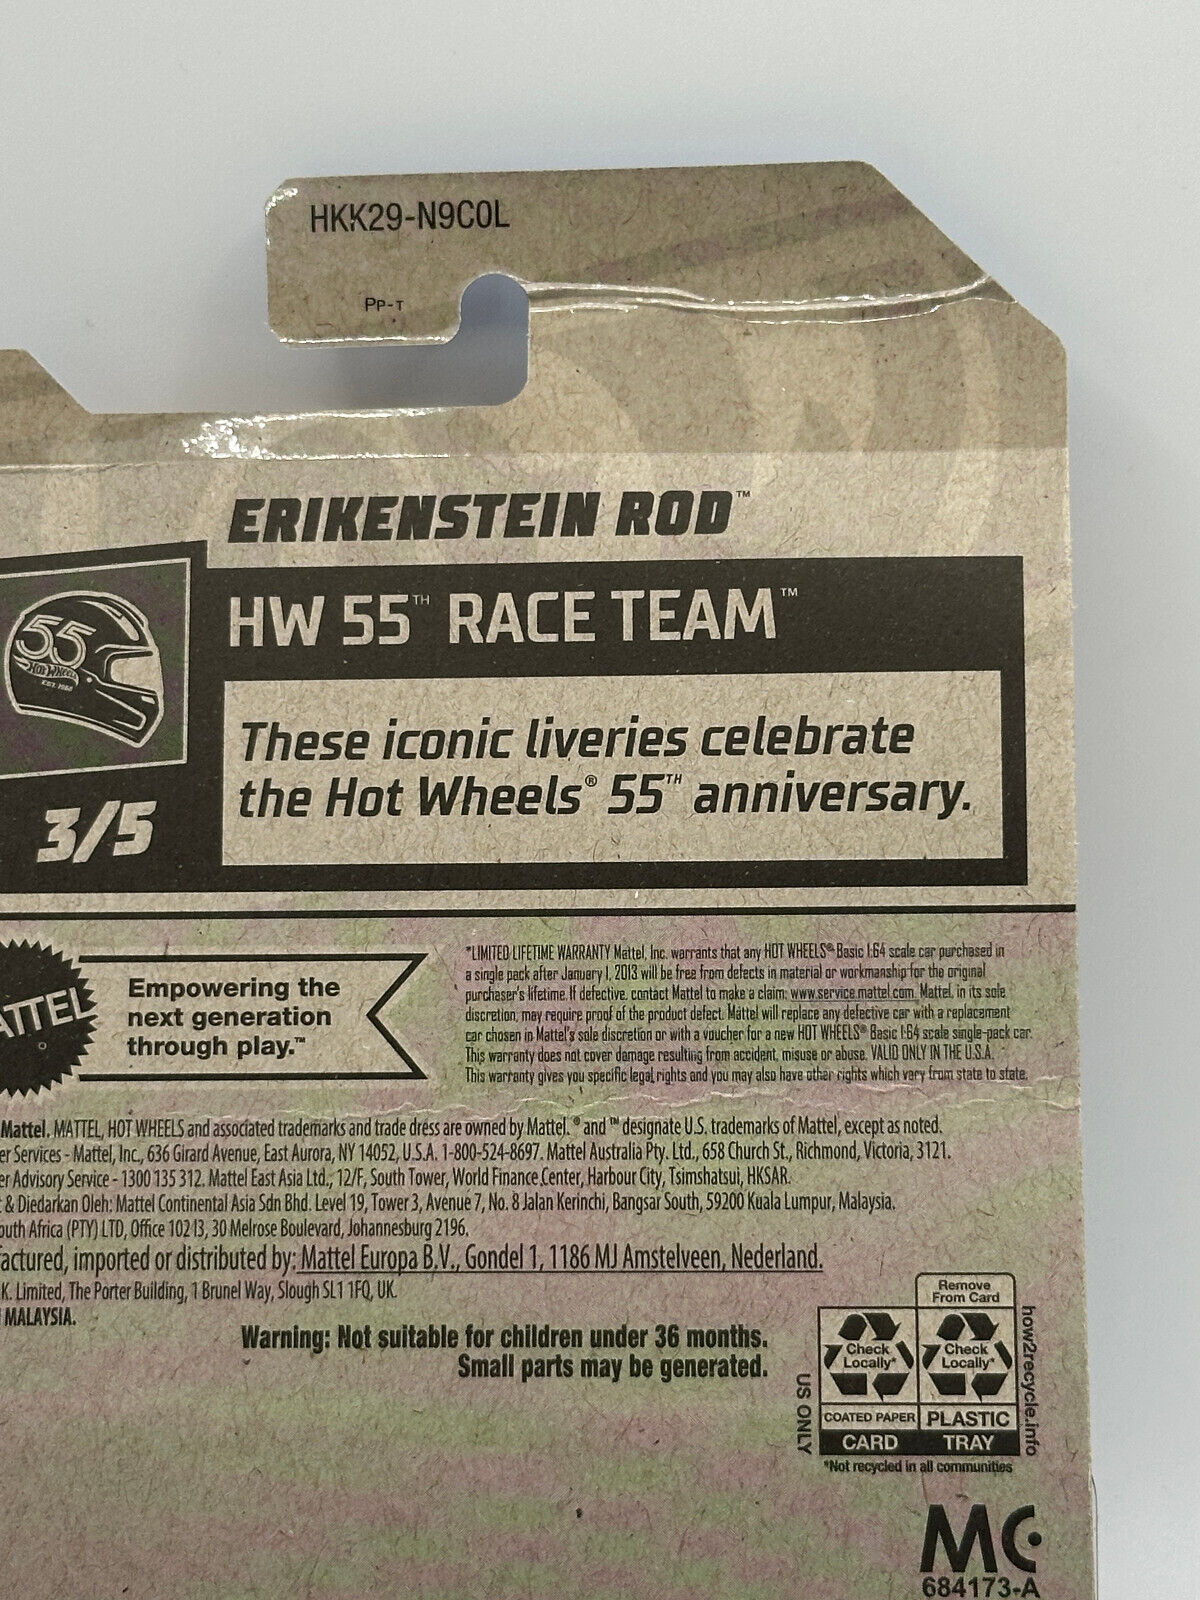 HKK29-N9C0L
PP-T
ERIKENSTEIN ROD™
HW 55TH RACE TEAM™
55
HOT WHEELS
EST. 1968
These iconic liveries celebrate
the Hot Wheels® 55TH anniversary.
3/5
ATTEL
Empowering the
next generation
through play.™
*LIMITED LIFETIME WARRANTY Mattel, Inc. warrants that any HOT WHEELS® Basic 1:64 scale car purchased in
a single pack after January 1, 2013 will be free from defects in material or workmanship for the original
purchaser's lifetime. If defective, contact Mattel to make a claim: www.service.mattel.com. Mattel, in its sole
discretion, may require proof of the product defect. Mattel will replace any defective car with a replacement
car chosen in Mattel's sole discretion or with a voucher for a new HOT WHEELS® Basic 1:64 scale single-pack car.
This warranty does not cover damage resulting from accident, misuse or abuse. VALID ONLY IN THE U.S.A.
This warranty gives you specific legal rights and you may also have other rights which vary from state to state.
Mattel. MATTEL, HOT WHEELS and associated trademarks and trade dress are owned by Mattel. ® and ™ designate U.S. trademarks of Mattel, except as noted.
er Services - Mattel, Inc., 636 Girard Avenue, East Aurora, NY 14052, U.S.A. 1-800-524-8697. Mattel Australia Pty. Ltd., 658 Church St., Richmond, Victoria, 3121.
er Advisory Service - 1300 135 312. Mattel East Asia Ltd., 12/F, South Tower, World Finance Center, Harbour City, Tsimshatsui, HKSAR.
t & Diedarkan Oleh: Mattel Continental Asia Sdn Bhd. Level 19, Tower 3, Avenue 7, No. 8 Jalan Kerinchi, Bangsar South, 59200 Kuala Lumpur, Malaysia.
outh Africa (PTY) LTD, Office 102 I3, 30 Melrose Boulevard, Johannesburg 2196.
factured, imported or distributed by: Mattel Europa B.V., Gondel 1, 1186 MJ Amstelveen, Nederland.
K. Limited, The Porter Building, 1 Brunel Way, Slough SL1 1FQ, UK.
MALAYSIA.
Warning: Not suitable for children under 36 months.
Small parts may be generated.
Remove
From Card
Check
Locally*
Check
Locally*
COATED PAPER
PLASTIC
CARD
TRAY
US ONLY
how2recycle.info
*Not recycled in all communities
MC
684173-A